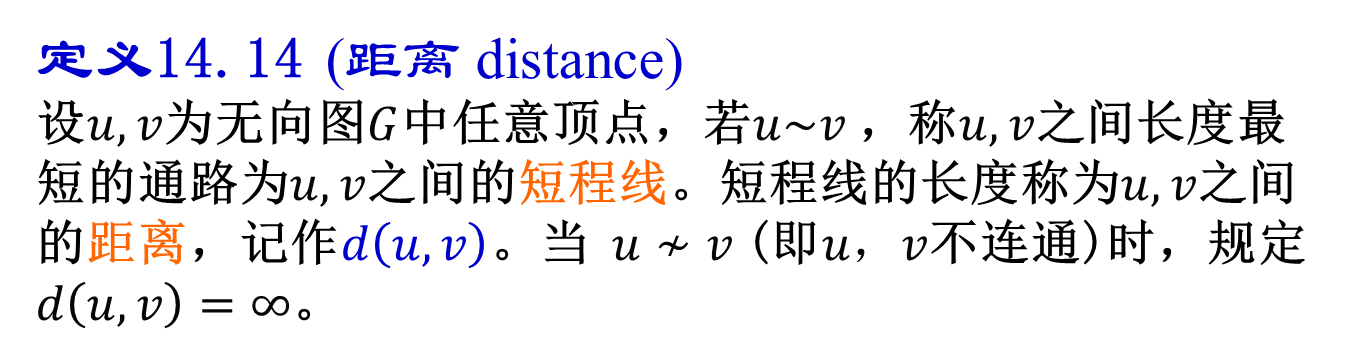 定义14.14 (距离 distance)
设u,v为无向图G中任意顶点，若u~v，称u,v之间长度最
短的通路为u,v之间的短程线。短程线的长度称为u,v之间
的距离，记作d(u,v)。当 u ≁ v (即u，v不连通)时，规定
d(u,v) = ∞。